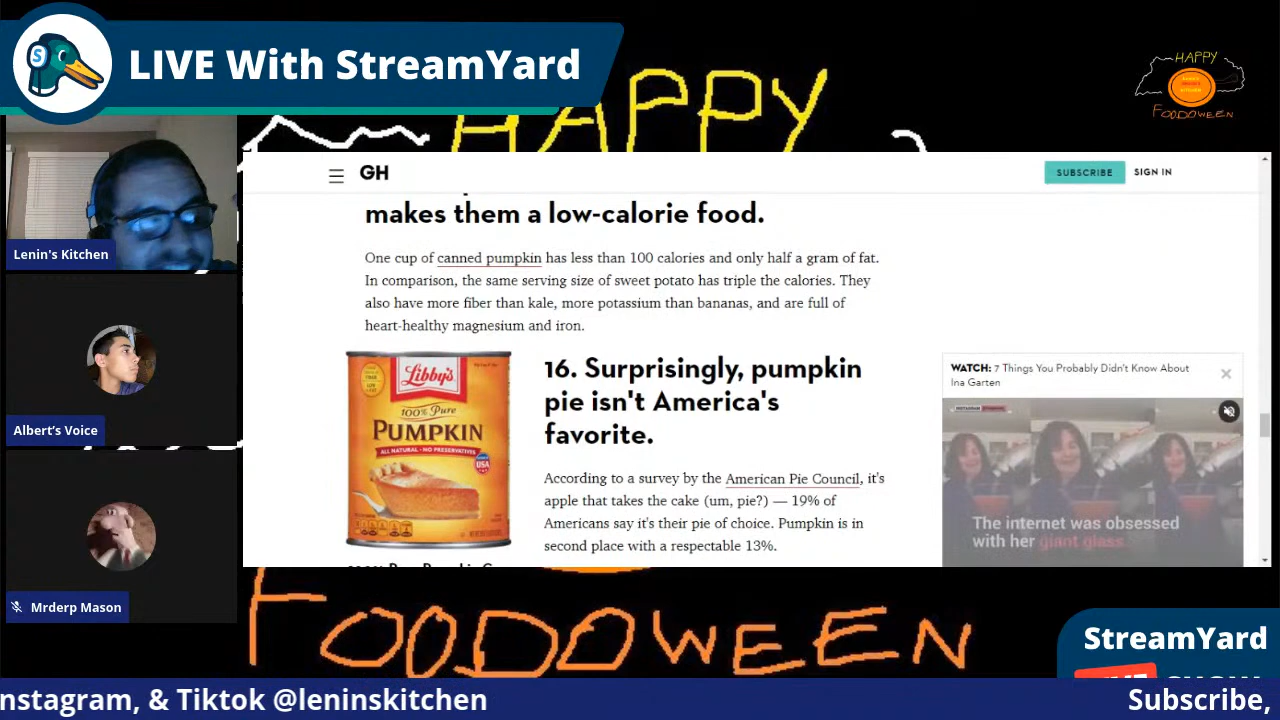 S
LIVE With StreamYard
HAPPY
HAPPY
FOODOWEEN
Lenin's Kitchen
Albert's Voice
Mrderp Mason
GH
SUBSCRIBE
SIGN IN
makes them a low-calorie food.
One cup of canned pumpkin has less than 100 calories and only half a gram of fat.
In comparison, the same serving size of sweet potato has triple the calories. They
also have more fiber than kale, more potassium than bananas, and are full of
heart-healthy magnesium and iron.
Libby's
100% Pure
PUMPKIN
ALL NATURAL • NO PRESERVATIVES
USA
16. Surprisingly, pumpkin
pie isn't America's
favorite.
According to a survey by the American Pie Council, it's
apple that takes the cake (um, pie?) — 19% of
Americans say it's their pie of choice. Pumpkin is in
second place with a respectable 13%.
WATCH: 7 Things You Probably Didn't Know About
Ina Garten
The internet was obsessed
with her giant glass
FOODOWEEN
StreamYard
nstagram, & Tiktok @leninskitchen
Subscribe,